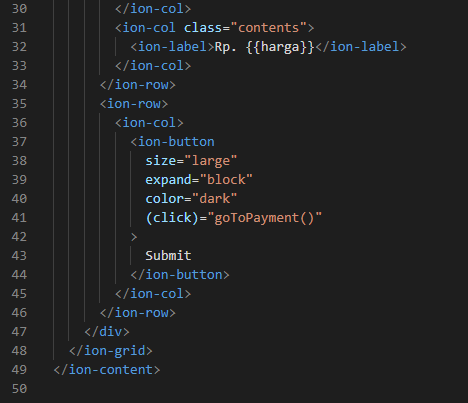 30 </ion-col>
31 <ion-col class="contents">
32 <ion-label>Rp. {{harga}}</ion-label>
33 </ion-col>
34 </ion-row>
35 <ion-row>
36 <ion-col>
37 <ion-button
38 size="large"
39 expand="block"
40 color="dark"
41 (click)="goToPayment()"
42 >
43 Submit
44 </ion-button>
45 </ion-col>
46 </ion-row>
47 </div>
48 </ion-grid>
49 </ion-content>
50